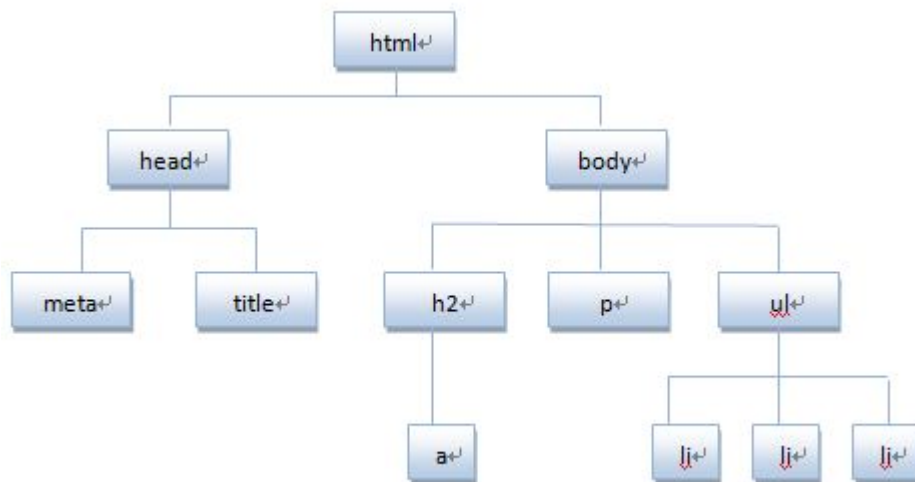 html↵
head↵
body↵
meta↵
title↵
h2↵
p↵
ul↵
a↵
li↵
li↵
li↵